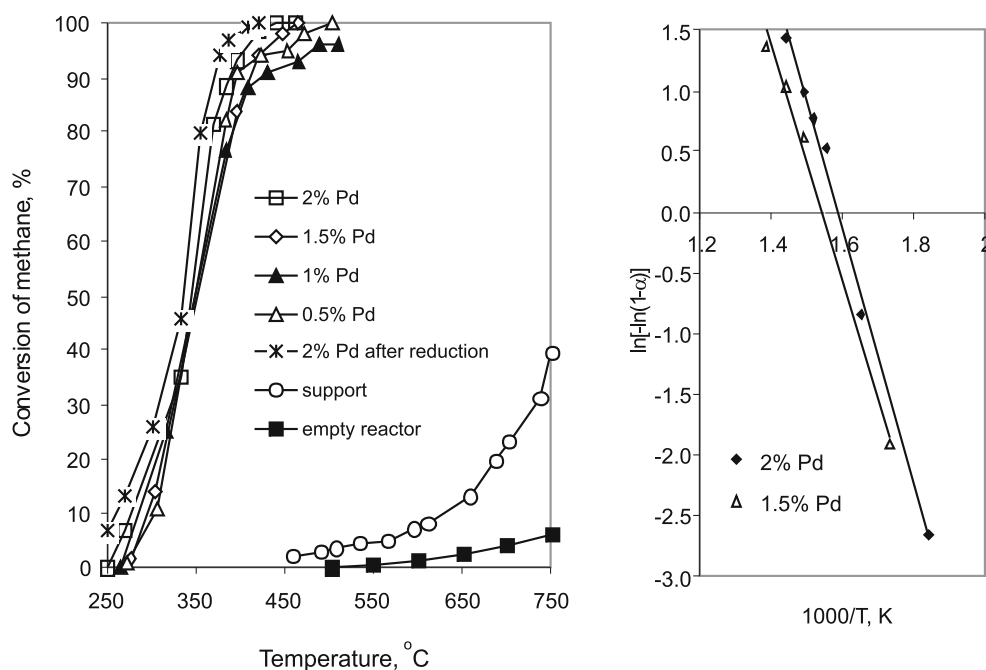 100
90
80
70
60
50
40
30
20
10
0
Conversion of methane, %
250
350
450
550
650
750
Temperature, °C
2% Pd
1.5% Pd
1% Pd
0.5% Pd
2% Pd after reduction
support
empty reactor
1.5
1.0
0.5
0.0
-0.5
-1.0
-1.5
-2.0
-2.5
-3.0
ln[-ln(1-α)]
1.2
1.4
1.6
1.8
2
2% Pd
1.5% Pd
1000/T, K